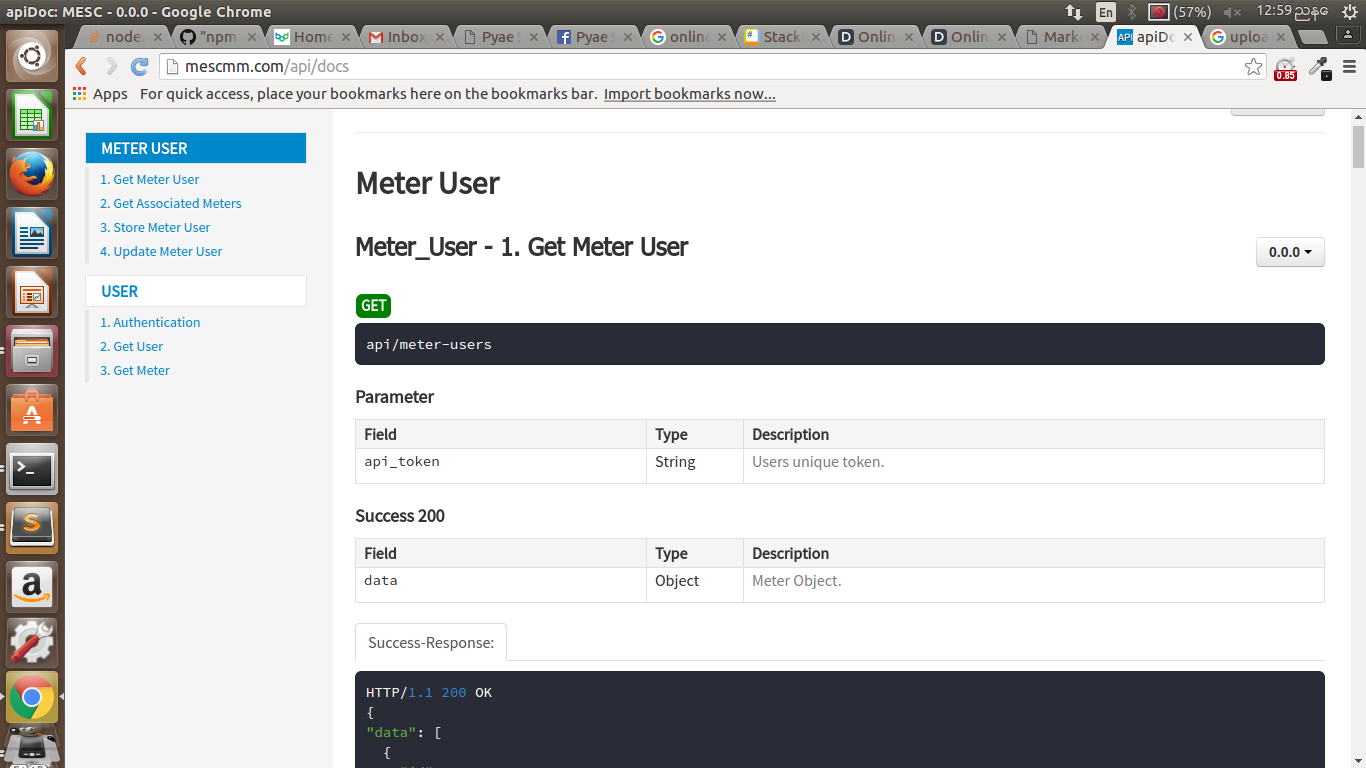 apiDoc: MESC - 0.0.0 - Google Chrome
En (57%) 12:59 ညနေ
node. "npm Home Inbox Pyae Pyae online Stack Onlin Onlin Marke apiDo uploa
mescmm.com/api/docs
0.85
Apps For quick access, place your bookmarks here on the bookmarks bar. Import bookmarks now...
METER USER
1. Get Meter User
2. Get Associated Meters
3. Store Meter User
4. Update Meter User
USER
1. Authentication
2. Get User
3. Get Meter
Meter User
Meter_User - 1. Get Meter User
0.0.0
GET
api/meter-users
Parameter
Field Type Description
api_token String Users unique token.
Success 200
Field Type Description
data Object Meter Object.
Success-Response:
HTTP/1.1 200 OK
{
"data": [
{